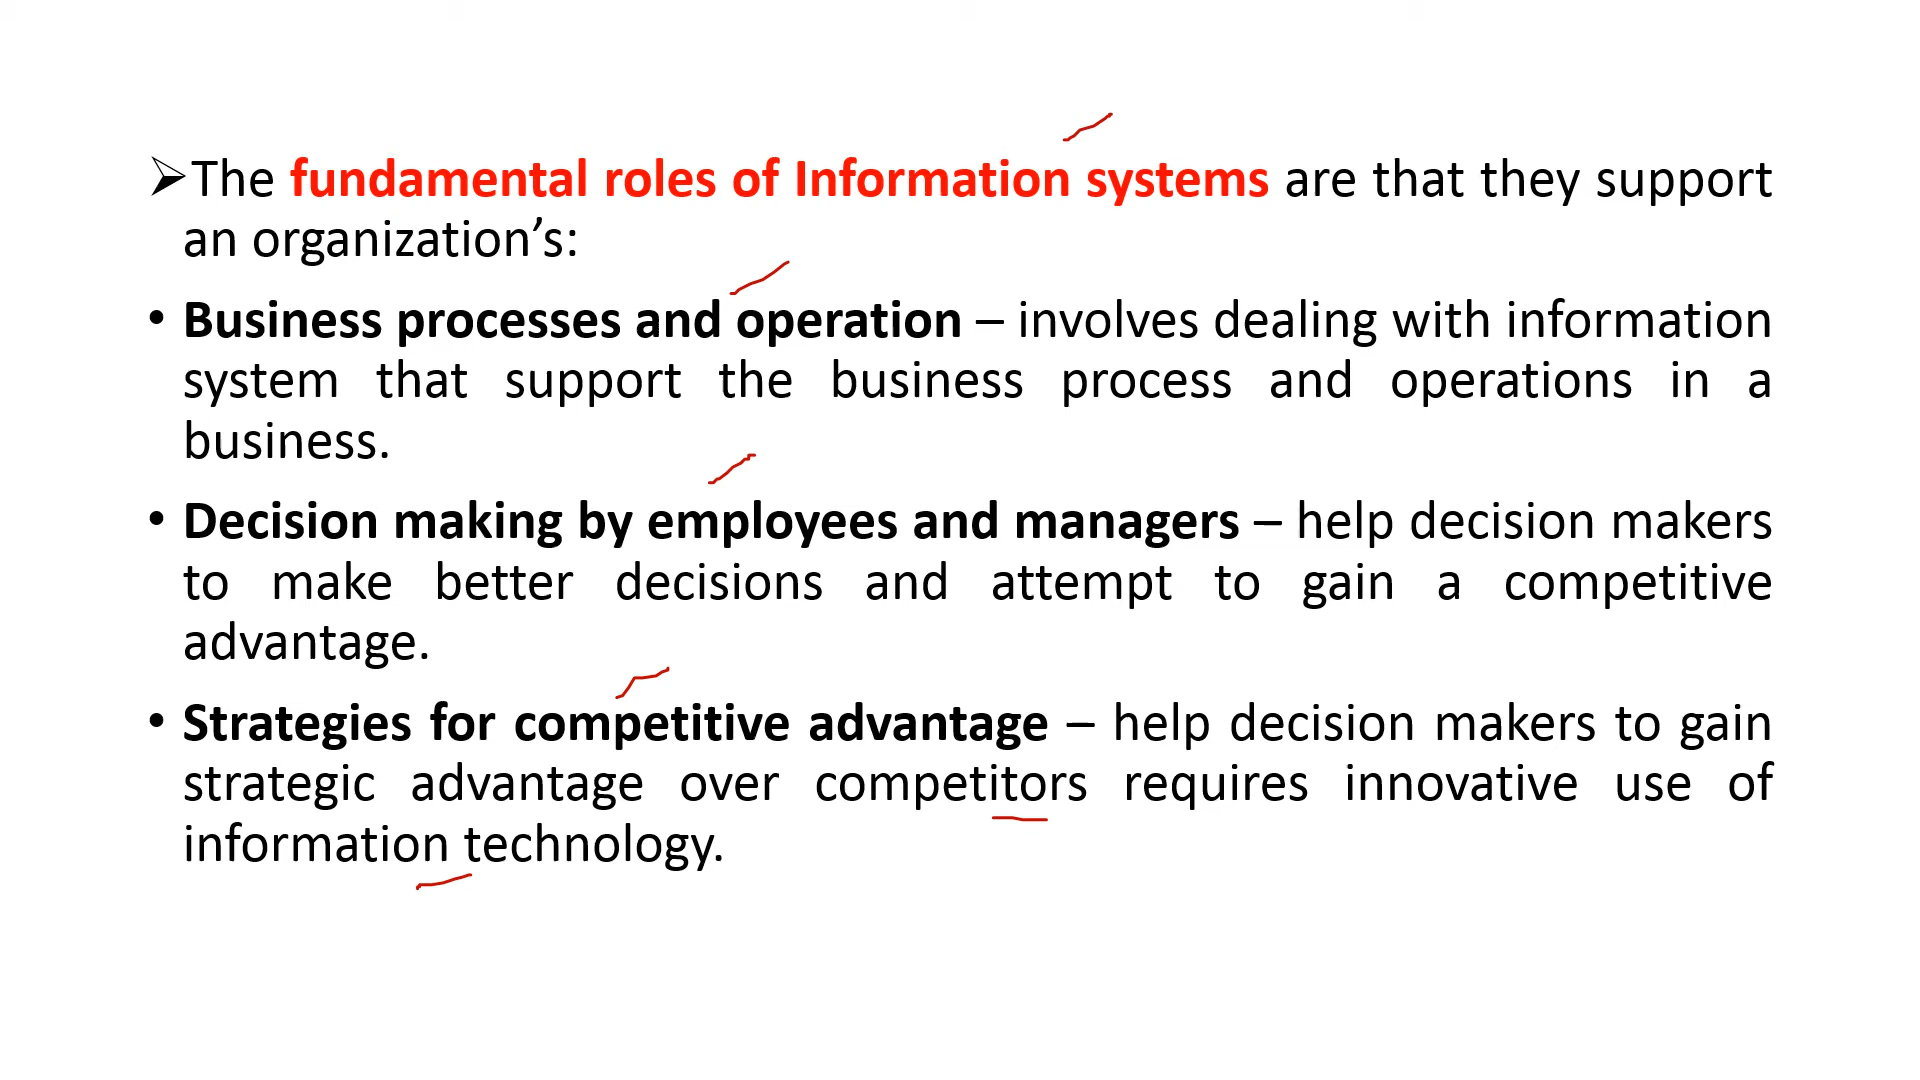 ➢The fundamental roles of Information systems are that they support
an organization’s:
• Business processes and operation – involves dealing with information
system that support the business process and operations in a
business.
• Decision making by employees and managers – help decision makers
to make better decisions and attempt to gain a competitive
advantage.
• Strategies for competitive advantage – help decision makers to gain
strategic advantage over competitors requires innovative use of
information technology.